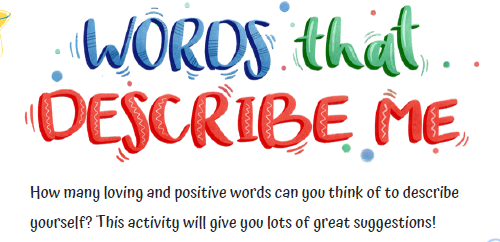 WORDS that
DESCRIBE ME
How many loving and positive words can you think of to describe
yourself? This activity will give you lots of great suggestions!